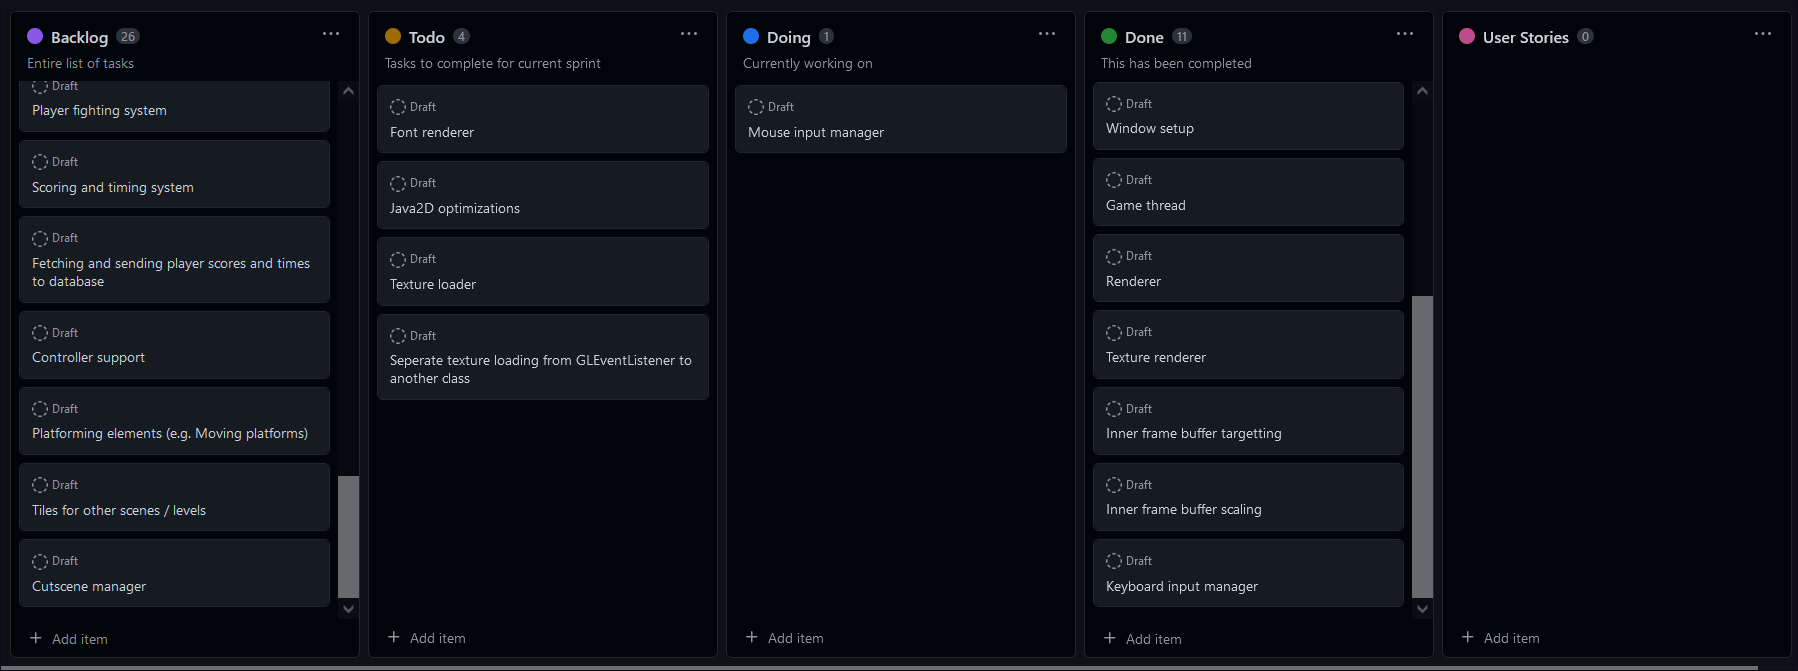 Backlog 26
Entire list of tasks
Draft
Player fighting system
Draft
Scoring and timing system
Draft
Fetching and sending player scores and times
to database
Draft
Controller support
Draft
Platforming elements (e.g. Moving platforms)
Draft
Tiles for other scenes / levels
Draft
Cutscene manager
Add item
Todo 4
Tasks to complete for current sprint
Draft
Font renderer
Draft
Java2D optimizations
Draft
Texture loader
Draft
Seperate texture loading from GLEventListener to
another class
Add item
Doing 1
Currently working on
Draft
Mouse input manager
Add item
Done 11
This has been completed
Draft
Window setup
Draft
Game thread
Draft
Renderer
Draft
Texture renderer
Draft
Inner frame buffer targetting
Draft
Inner frame buffer scaling
Draft
Keyboard input manager
Add item
User Stories 0
Add item